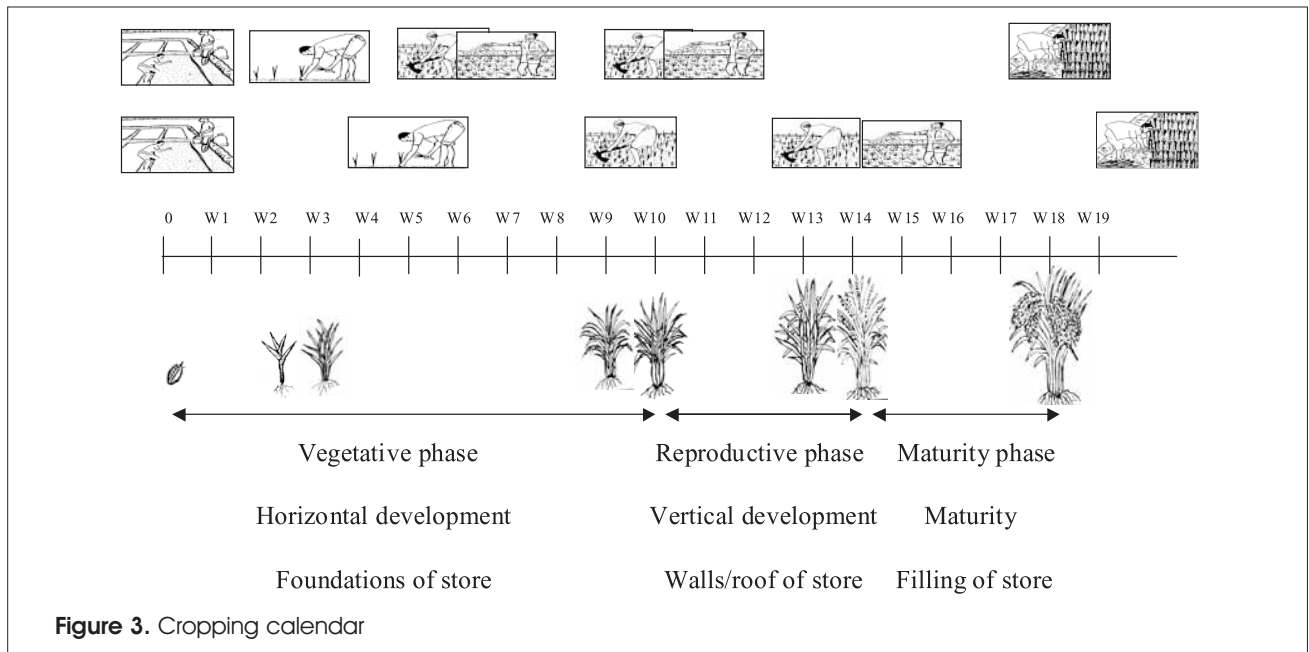 0 W1 W2 W3 W4 W5 W6 W7 W8 W9 W10 W11 W12 W13 W14 W15 W16 W17 W18 W19
Vegetative phase Reproductive phase Maturity phase
Horizontal development Vertical development Maturity
Foundations of store Walls/roof of store Filling of store
Figure 3. Cropping calendar